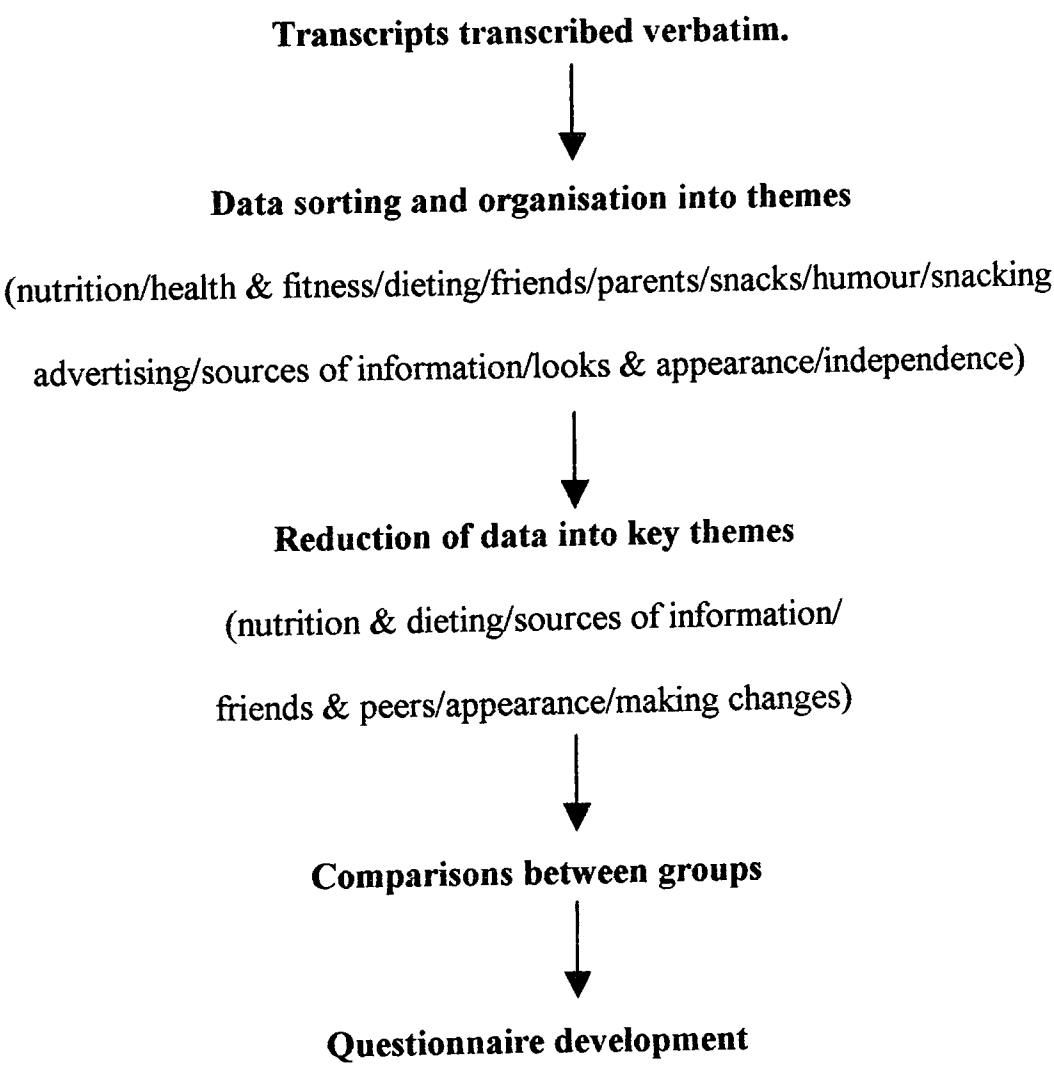 Transcripts transcribed verbatim.
Data sorting and organisation into themes
(nutrition/health & fitness/dieting/friends/parents/snacks/humour/snacking
advertising/sources of information/looks & appearance/independence)
Reduction of data into key themes
(nutrition & dieting/sources of information/
friends & peers/appearance/making changes)
Comparisons between groups
Questionnaire development